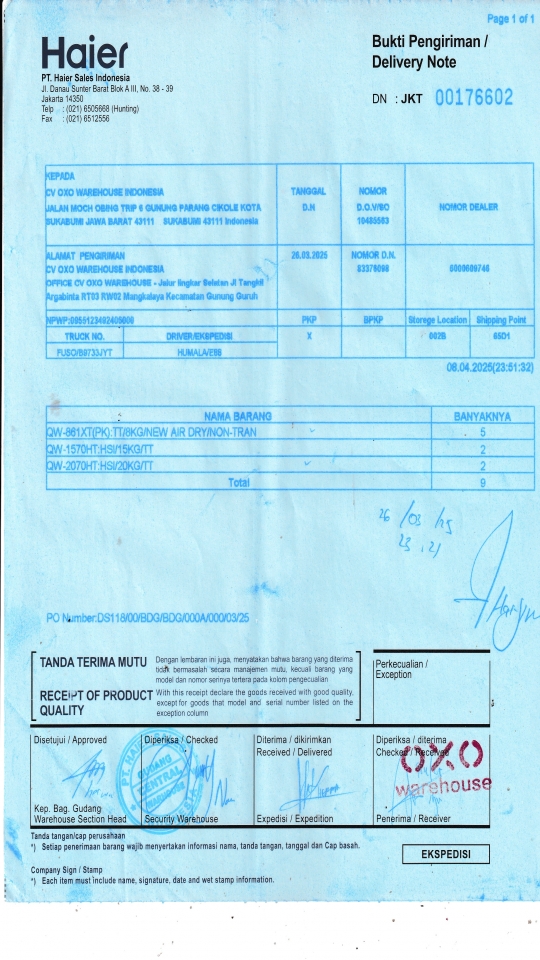 Page 1 of 1
Haier
PT. Haier Sales Indonesia
Jl. Danau Sunter Barat Blok A III, No. 38 - 39
Jakarta 14350
Telp : (021) 6505668 (Hunting)
Fax : (021) 6512556
Bukti Pengiriman /
Delivery Note
DN : JKT 00176602
KEPADA
CV OXO WAREHOUSE INDONESIA
JALAN MOCH OBING TRIP 6 GUNUNG PARANG CIKOLE KOTA
SUKABUMI JAWA BARAT 43111 SUKABUMI 43111 Indonesia
TANGGAL
D.N
NOMOR
D.O./
NOMOR DEALER
ALAMAT PENGIRIMAN
CV OXO WAREHOUSE INDONESIA
OFFICE CV OXO WAREHOUSE - Jalur lingkar Selatan Jl
Argabinta RT03 RW02 Mangkalaya Kecamatan Gunung Guruh
26.03.2025
NOMOR D.N.
PKP BPKP Storege Location Shipping Point
TRUCK NO. DRIVER/EKSPEDISI X
FUSO/B9733JYT
08.04.2025(23:51:32)
NAMA BARANG BANYAKNYA
QW-861XT(PK):TT/8KG/NEW AIR DRY/NON-TRAN 5
QW-1570HT:HSI/15KG/TT 2
QW-2070HT:HSI/20KG/TT 2
Total 9
26 /03 /25
PO Number:DS118/00/BDG/BDG/000A/000/03/25
TANDA TERIMA MUTU
Dengan lembaran ini juga, menyatakan bahwa barang yang diterima
tidak bermasalah secara manajemen mutu, kecuali barang yang
model dan nomor serinya tertera pada kolom pengecualian
RECEIPT OF PRODUCT
QUALITY
With this receipt declare the goods received with good quality,
except for goods that model and serial number listed on the
exception column
Perkecualian /
Exception
Disetujui / Approved
Kep. Bag. Gudang
Warehouse Section Head
Diperiksa / Checked
PT. HAIER
GUDANG
CENTRAL
Security Warehouse
Diterima / dikirimkan
Received / Delivered
Expedisi / Expedition
Diperiksa / diterima
Checked / Received
OXO
warehouse
Penerima / Receiver
Tanda tangan/cap perusahaan
*) Setiap penerimaan barang wajib menyertakan informasi nama, tanda tangan, tanggal dan Cap basah.
EKSPEDISI
Company Sign / Stamp
*) Each item must include name, signature, date and wet stamp information.